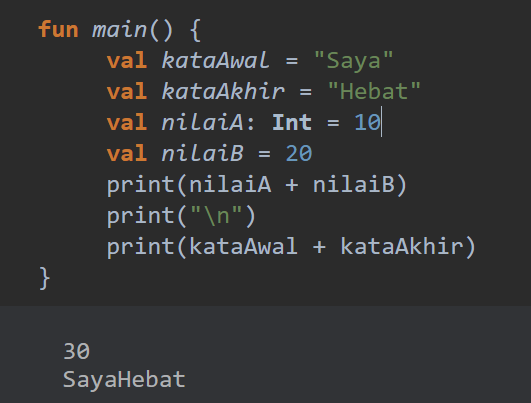 fun main() {
val kataAwal = "Saya"
val kataAkhir = "Hebat"
val nilaiA: Int = 10
val nilaiB = 20
print(nilaiA + nilaiB)
print("\n")
print(kataAwal + kataAkhir)
}
30
SayaHebat